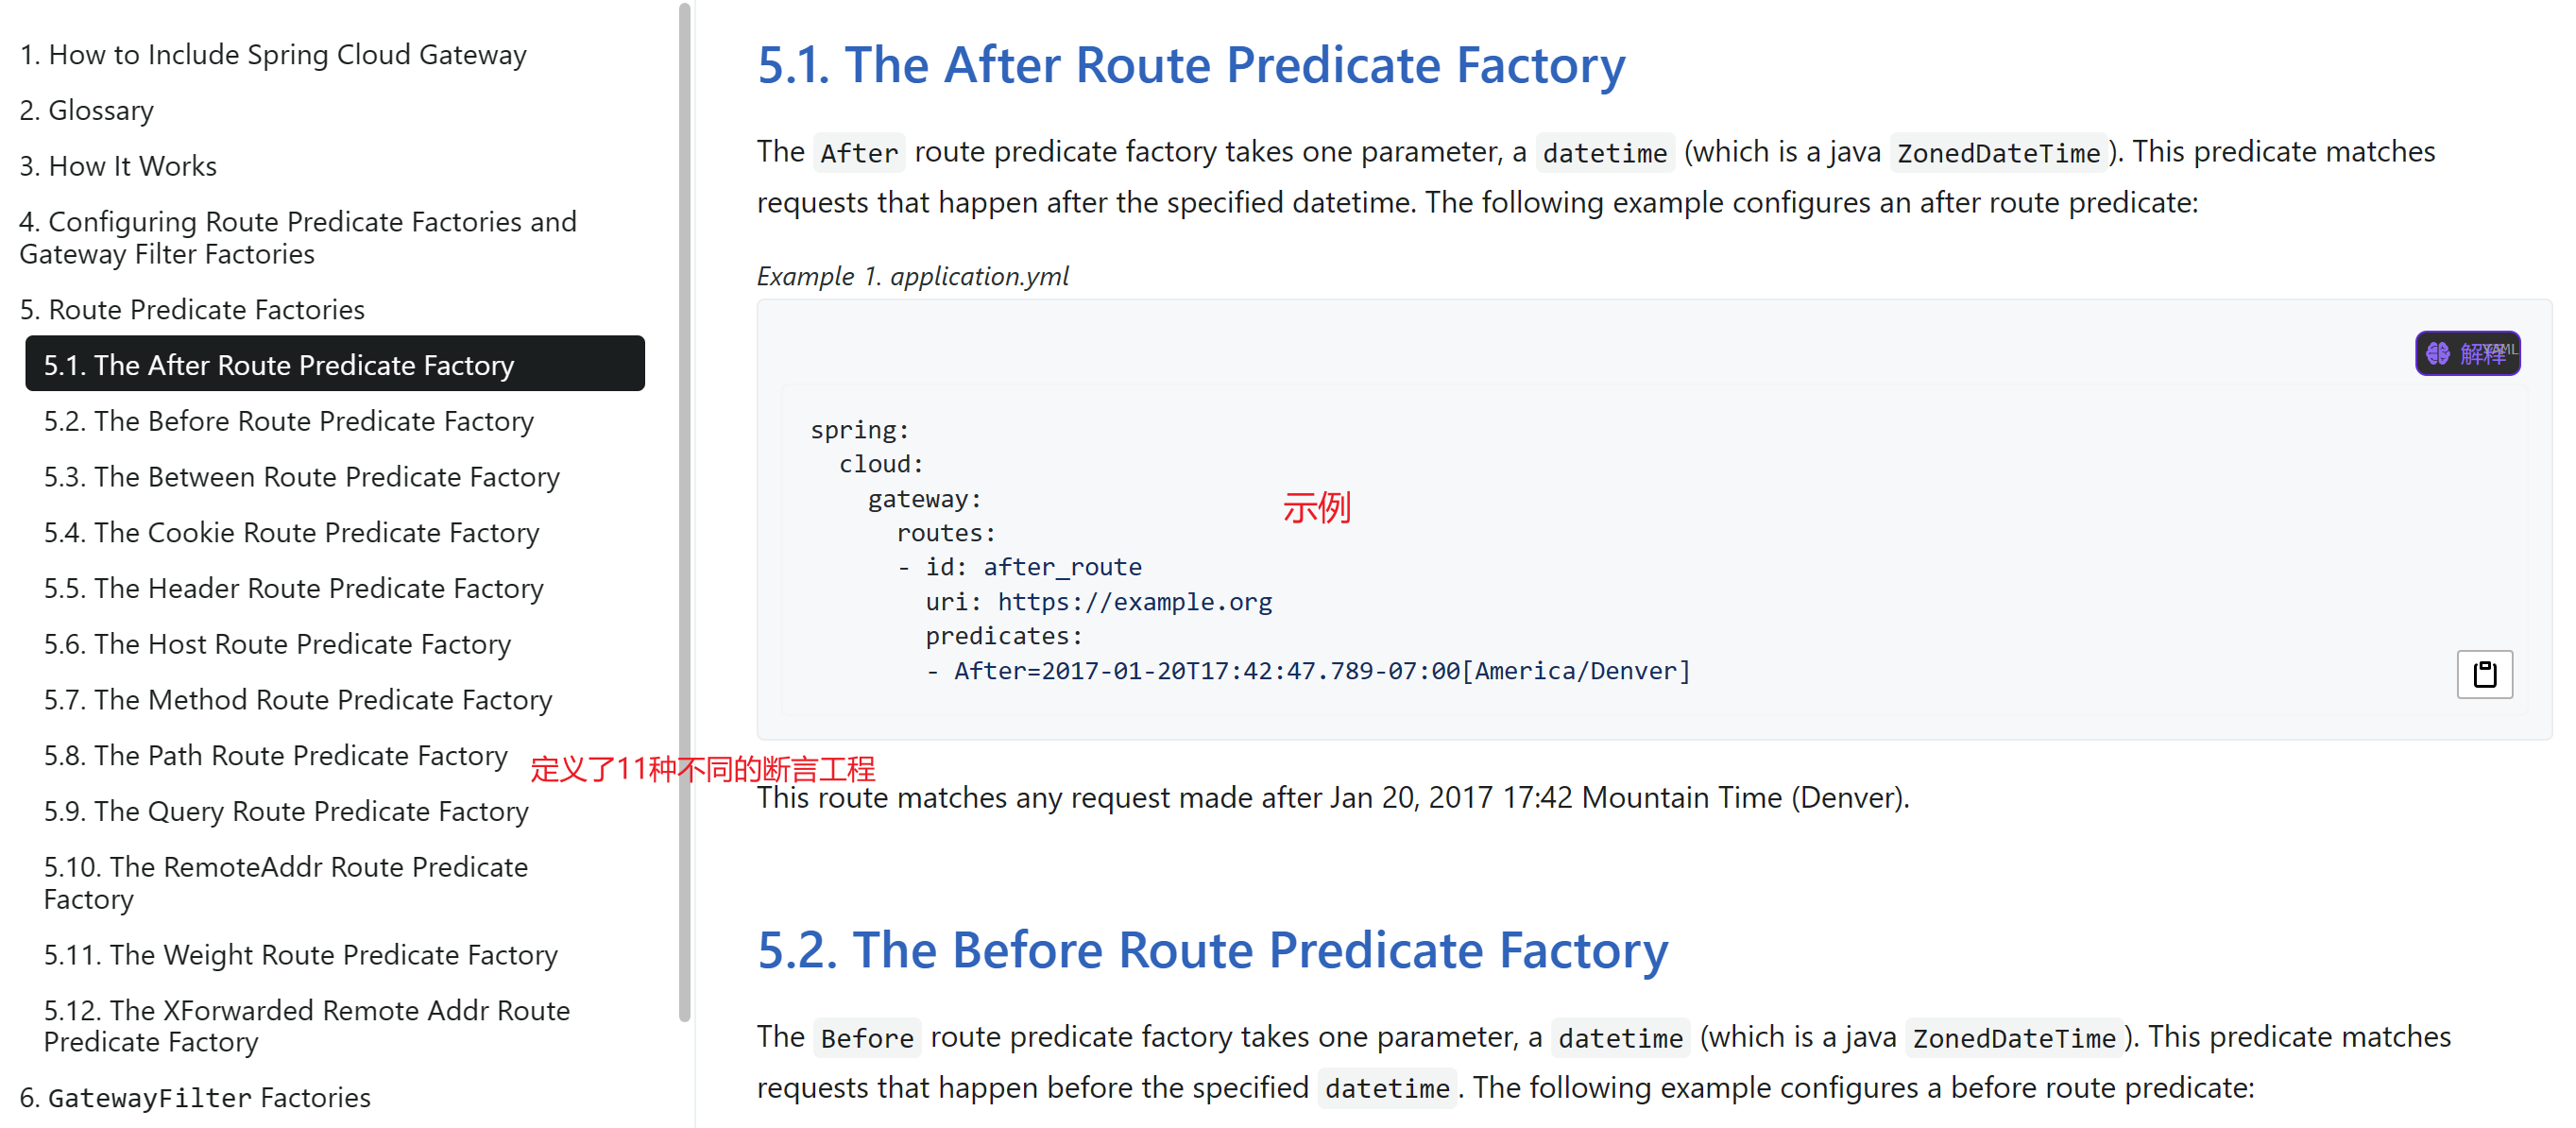 1. How to Include Spring Cloud Gateway
2. Glossary
3. How It Works
4. Configuring Route Predicate Factories and
Gateway Filter Factories
5. Route Predicate Factories
5.1. The After Route Predicate Factory
5.2. The Before Route Predicate Factory
5.3. The Between Route Predicate Factory
5.4. The Cookie Route Predicate Factory
5.5. The Header Route Predicate Factory
5.6. The Host Route Predicate Factory
5.7. The Method Route Predicate Factory
5.8. The Path Route Predicate Factory
定义了11种不同的断言工程
5.9. The Query Route Predicate Factory
5.10. The RemoteAddr Route Predicate
Factory
5.11. The Weight Route Predicate Factory
5.12. The XForwarded Remote Addr Route
Predicate Factory
6. GatewayFilter Factories
5.1. The After Route Predicate Factory
The After route predicate factory takes one parameter, a datetime (which is a java ZonedDateTime). This predicate matches
requests that happen after the specified datetime. The following example configures an after route predicate:
Example 1. application.yml
解释
YAML
spring:
  cloud:
    gateway:
示例
      routes:
      - id: after_route
        uri: https://example.org
        predicates:
        - After=2017-01-20T17:42:47.789-07:00[America/Denver]
This route matches any request made after Jan 20, 2017 17:42 Mountain Time (Denver).
5.2. The Before Route Predicate Factory
The Before route predicate factory takes one parameter, a datetime (which is a java ZonedDateTime). This predicate matches
requests that happen before the specified datetime. The following example configures a before route predicate: